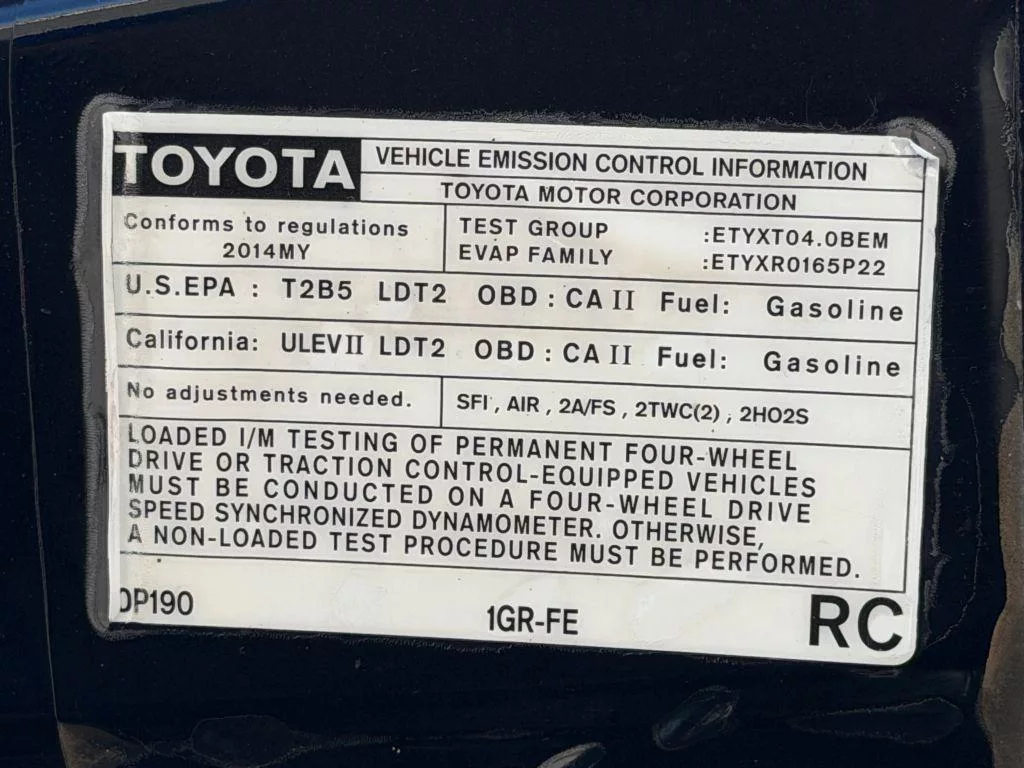 TOYOTA
VEHICLE EMISSION CONTROL INFORMATION
TOYOTA MOTOR CORPORATION
Conforms to regulations
2014MY
TEST GROUP :ETYXT04.0BEM
EVAP FAMILY :ETYXR0165P22
U.S.EPA : T2B5 LDT2 OBD : CA II Fuel: Gasoline
California: ULEVII LDT2 OBD : CA II Fuel: Gasoline
No adjustments needed.
SFI , AIR , 2A/FS , 2TWC(2) , 2HO2S
LOADED I/M TESTING OF PERMANENT FOUR-WHEEL
DRIVE OR TRACTION CONTROL-EQUIPPED VEHICLES
MUST BE CONDUCTED ON A FOUR-WHEEL DRIVE
SPEED SYNCHRONIZED DYNAMOMETER. OTHERWISE,
A NON-LOADED TEST PROCEDURE MUST BE PERFORMED.
0P190 1GR-FE RC